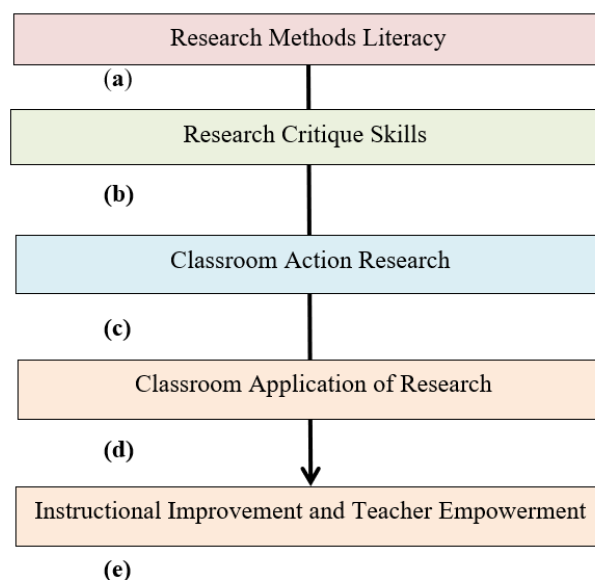 Research Methods Literacy
(a)
Research Critique Skills
(b)
Classroom Action Research
(c)
Classroom Application of Research
(d)
Instructional Improvement and Teacher Empowerment
(e)